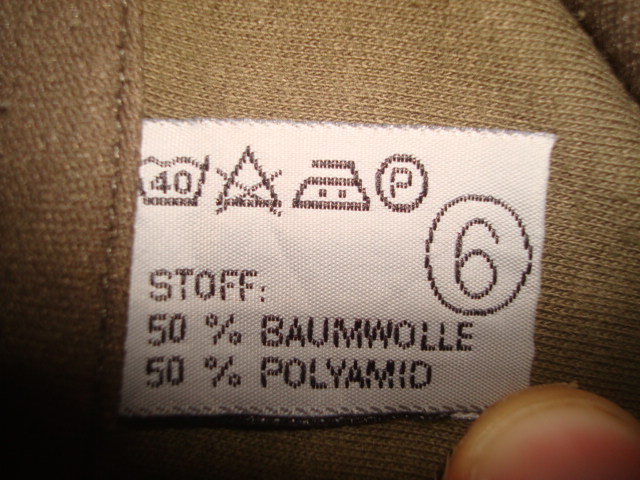 40 P
6
STOFF:
50 % BAUMWOLLE
50 % POLYAMID